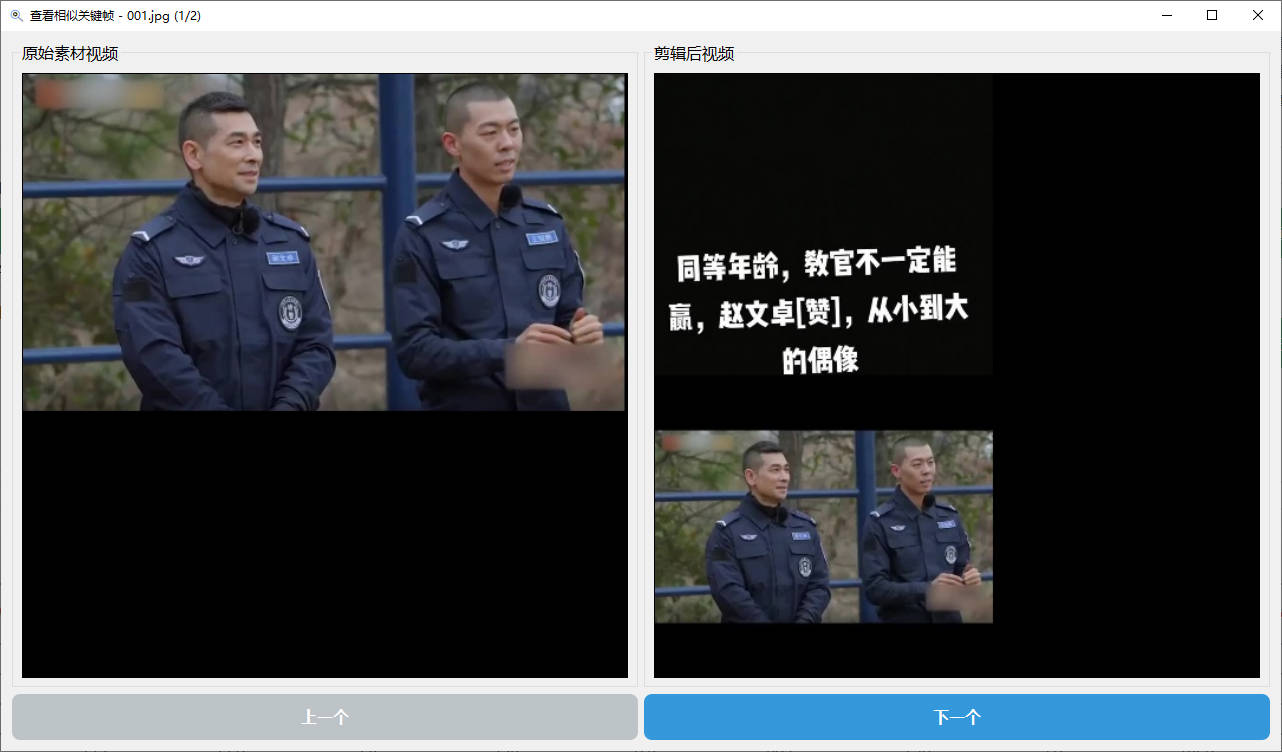 查看相似关键帧 - 001.jpg (1/2)
原始素材视频
剪辑后视频
同等年龄，教官不一定能
赢，赵文卓[赞]，从小到大
的偶像
上一个
下一个